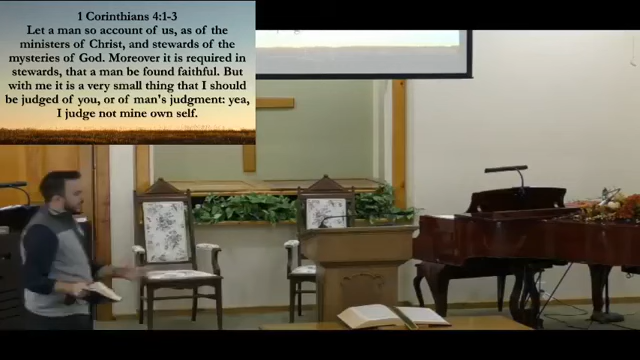 1 Corinthians 4:1-3
Let a man so account of us, as of the
ministers of Christ, and stewards of the
mysteries of God. Moreover it is required in
stewards, that a man be found faithful. But
with me it is a very small thing that I should
be judged of you, or of man's judgment: yea,
I judge not mine own self.